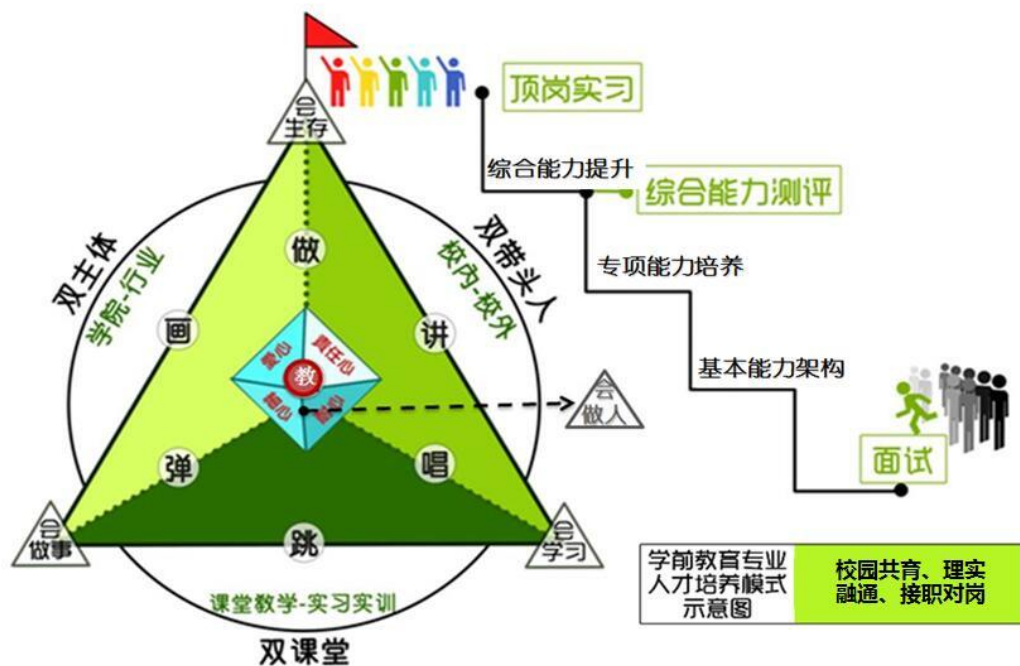 会
生存
顶岗实习
综合能力提升
综合能力测评
专项能力培养
基本能力架构
面试
双主体
学院-行业
双带头人
校内-校外
做
画
讲
爱心
責任心
教
细心
会
做人
弹
唱
跳
会
做事
会
学习
课堂教学-实习实训
双课堂
学前教育专业
人才培养模式
示意图
校园共育、理实
融通、接职对岗